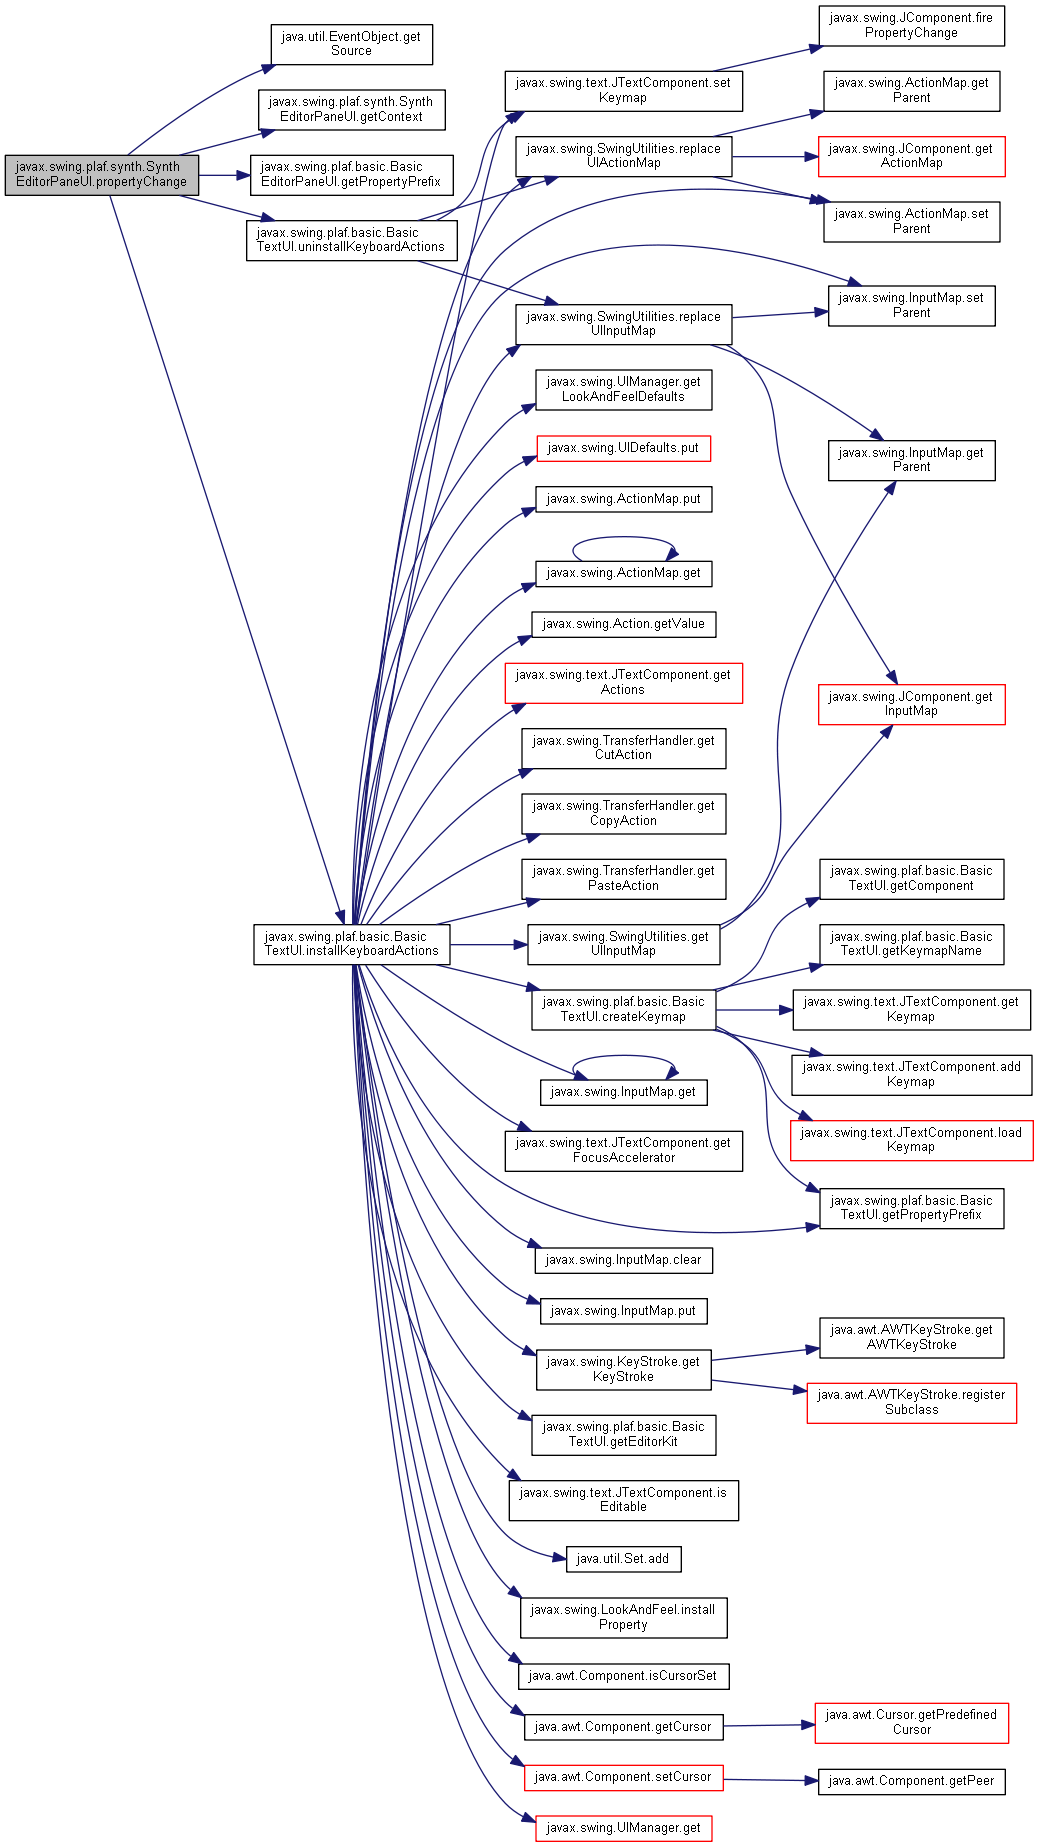 javax.swing.plaf.synth.Synth
EditorPaneUI.propertyChange
java.util.EventObject.get
Source
javax.swing.plaf.synth.Synth
EditorPaneUI.getContext
javax.swing.plaf.basic.Basic
EditorPaneUI.getPropertyPrefix
javax.swing.plaf.basic.Basic
TextUI.uninstallKeyboardActions
javax.swing.plaf.basic.Basic
TextUI.installKeyboardActions
javax.swing.text.JTextComponent.set
Keymap
javax.swing.SwingUtilities.replace
UIActionMap
javax.swing.SwingUtilities.replace
UIInputMap
javax.swing.UIManager.get
LookAndFeelDefaults
javax.swing.UIDefaults.put
javax.swing.ActionMap.put
javax.swing.ActionMap.get
javax.swing.Action.getValue
javax.swing.text.JTextComponent.get
Actions
javax.swing.TransferHandler.get
CutAction
javax.swing.TransferHandler.get
CopyAction
javax.swing.TransferHandler.get
PasteAction
javax.swing.SwingUtilities.get
UIInputMap
javax.swing.plaf.basic.Basic
TextUI.createKeymap
javax.swing.InputMap.get
javax.swing.text.JTextComponent.get
FocusAccelerator
javax.swing.InputMap.clear
javax.swing.InputMap.put
javax.swing.KeyStroke.get
KeyStroke
javax.swing.plaf.basic.Basic
TextUI.getEditorKit
javax.swing.text.JTextComponent.is
Editable
java.util.Set.add
javax.swing.LookAndFeel.install
Property
java.awt.Component.isCursorSet
java.awt.Component.getCursor
java.awt.Component.setCursor
javax.swing.UIManager.get
javax.swing.JComponent.fire
PropertyChange
javax.swing.ActionMap.get
Parent
javax.swing.JComponent.get
ActionMap
javax.swing.ActionMap.set
Parent
javax.swing.InputMap.set
Parent
javax.swing.InputMap.get
Parent
javax.swing.JComponent.get
InputMap
javax.swing.plaf.basic.Basic
TextUI.getComponent
javax.swing.plaf.basic.Basic
TextUI.getKeymapName
javax.swing.text.JTextComponent.get
Keymap
javax.swing.text.JTextComponent.add
Keymap
javax.swing.text.JTextComponent.load
Keymap
javax.swing.plaf.basic.Basic
TextUI.getPropertyPrefix
java.awt.AWTKeyStroke.get
AWTKeyStroke
java.awt.AWTKeyStroke.register
Subclass
java.awt.Cursor.getPredefined
Cursor
java.awt.Component.getPeer